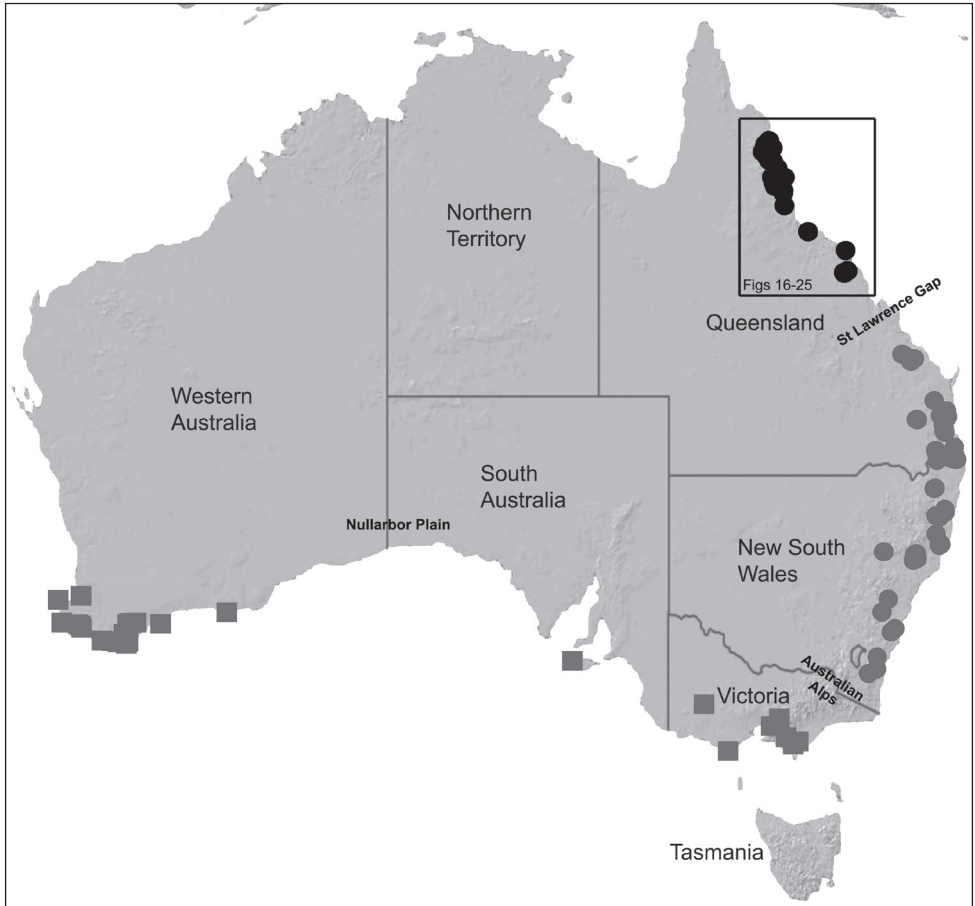 Northern
Territory
Figs 16-25
St Lawrence Gap
Queensland
Western
Australia
South
Australia
Nullarbor Plain
New South
Wales
Australian
Alps
Victoria
Tasmania